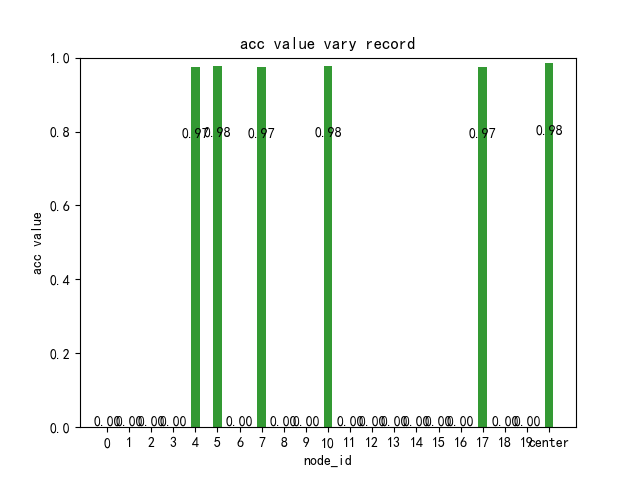 acc value vary record
1.0
0.8
0.6
0.4
0.2
0.0
acc value
0.97 0.98 0.97 0.98 0.97 0.98
0.00 0.00 0.00 0.00 0.00 0.00 0.00 0.00 0.00 0.00 0.00 0.00 0.00 0.00 0.00
0 1 2 3 4 5 6 7 8 9 10 11 12 13 14 15 16 17 18 19 center
node_id